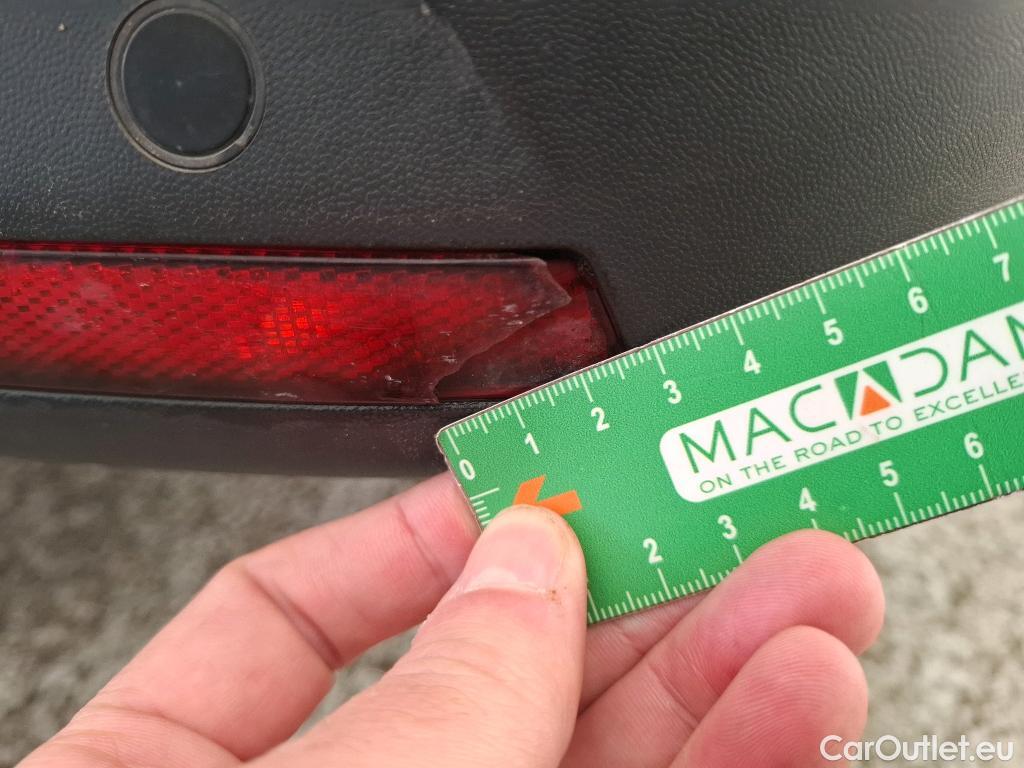 0 1 2 3 4 5 6 7
MACADAM
ON THE ROAD TO EXCELLE
2 3 4 5 6
CarOutlet.eu